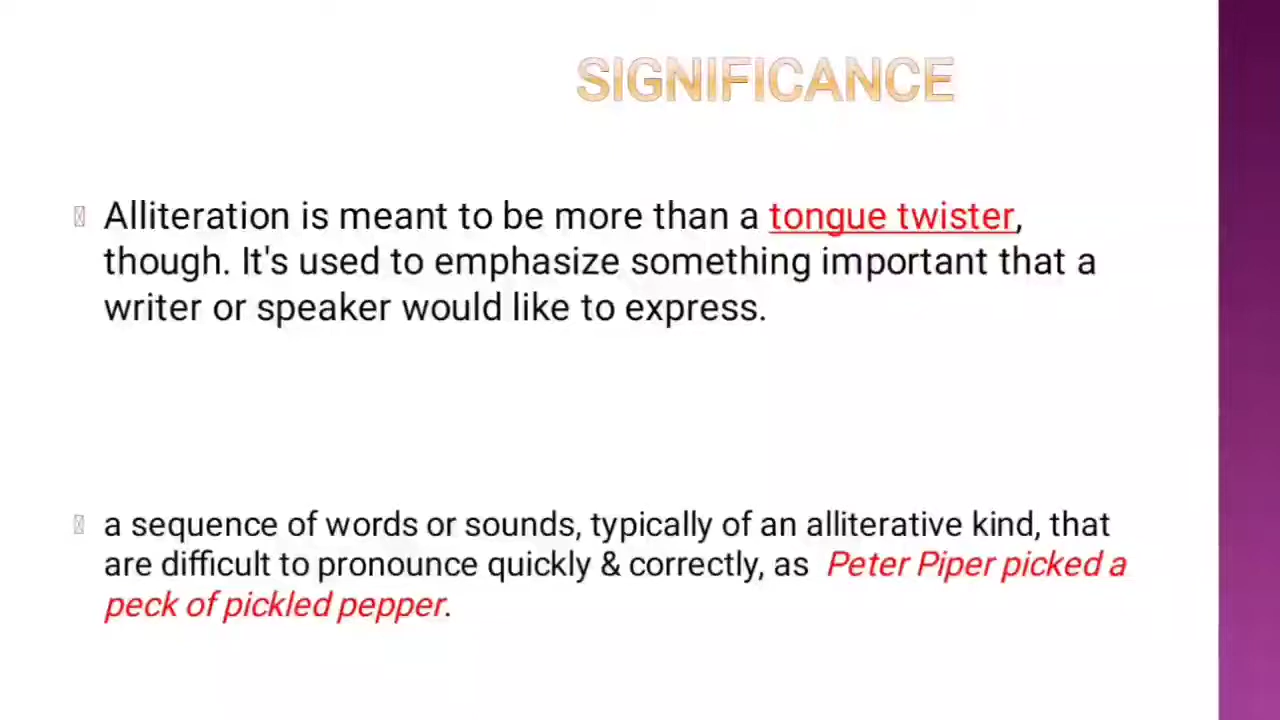 SIGNIFICANCE
Alliteration is meant to be more than a tongue twister,
though. It's used to emphasize something important that a
writer or speaker would like to express.
a sequence of words or sounds, typically of an alliterative kind, that
are difficult to pronounce quickly & correctly, as Peter Piper picked a
peck of pickled pepper.